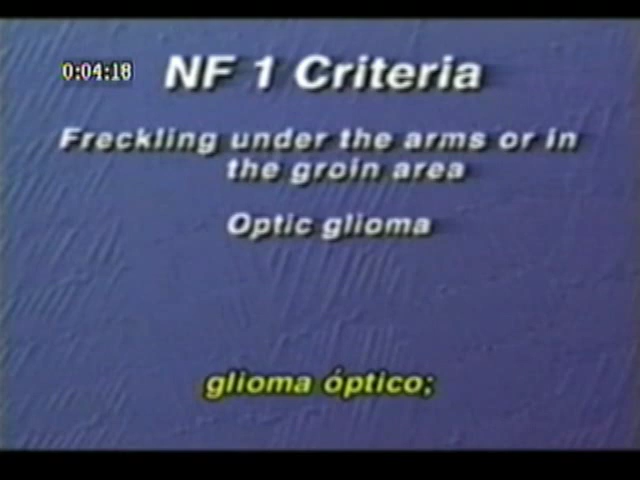 0:04:18
NF 1 Criteria
Freckling under the arms or in
the groin area
Optic glioma
glioma óptico;